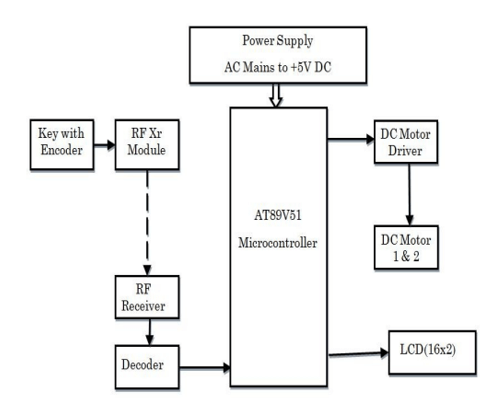 Power Supply
AC Mains to +5V DC
Key with
Encoder
RF Xr
Module
DC Motor
Driver
AT89V51
Microcontroller
DC Motor
1 & 2
RF
Receiver
Decoder
LCD(16x2)